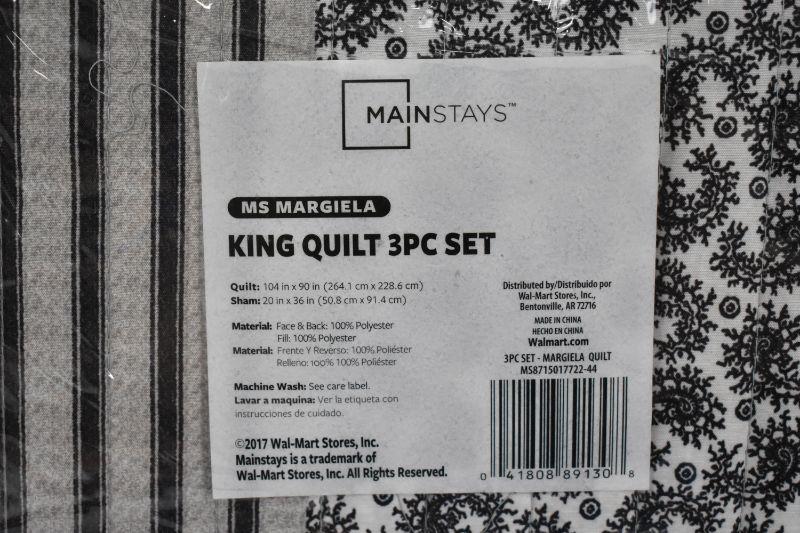 MAINSTAYS™
MS MARGIELA
KING QUILT 3PC SET
Quilt: 104 in x 90 in (264.1 cm x 228.6 cm)
Sham: 20 in x 36 in (50.8 cm x 91.4 cm)
Material: Face & Back: 100% Polyester
Fill: 100% Polyester
Material: Frente Y Reverso: 100% Poliéster
Relleno: 100% 100% Poliéster
Machine Wash: See care label.
Lavar a maquina: Ver la etiqueta con
instrucciones de cuidado.
©2017 Wal-Mart Stores, Inc.
Mainstays is a trademark of
Wal-Mart Stores, Inc. All Rights Reserved.
Distributed by/Distribuido por
Wal-Mart Stores, Inc.,
Bentonville, AR 72716
MADE IN CHINA
HECHO EN CHINA
Walmart.com
3PC SET - MARGIELA QUILT
MS8715017722-44
0 41808 89130 8